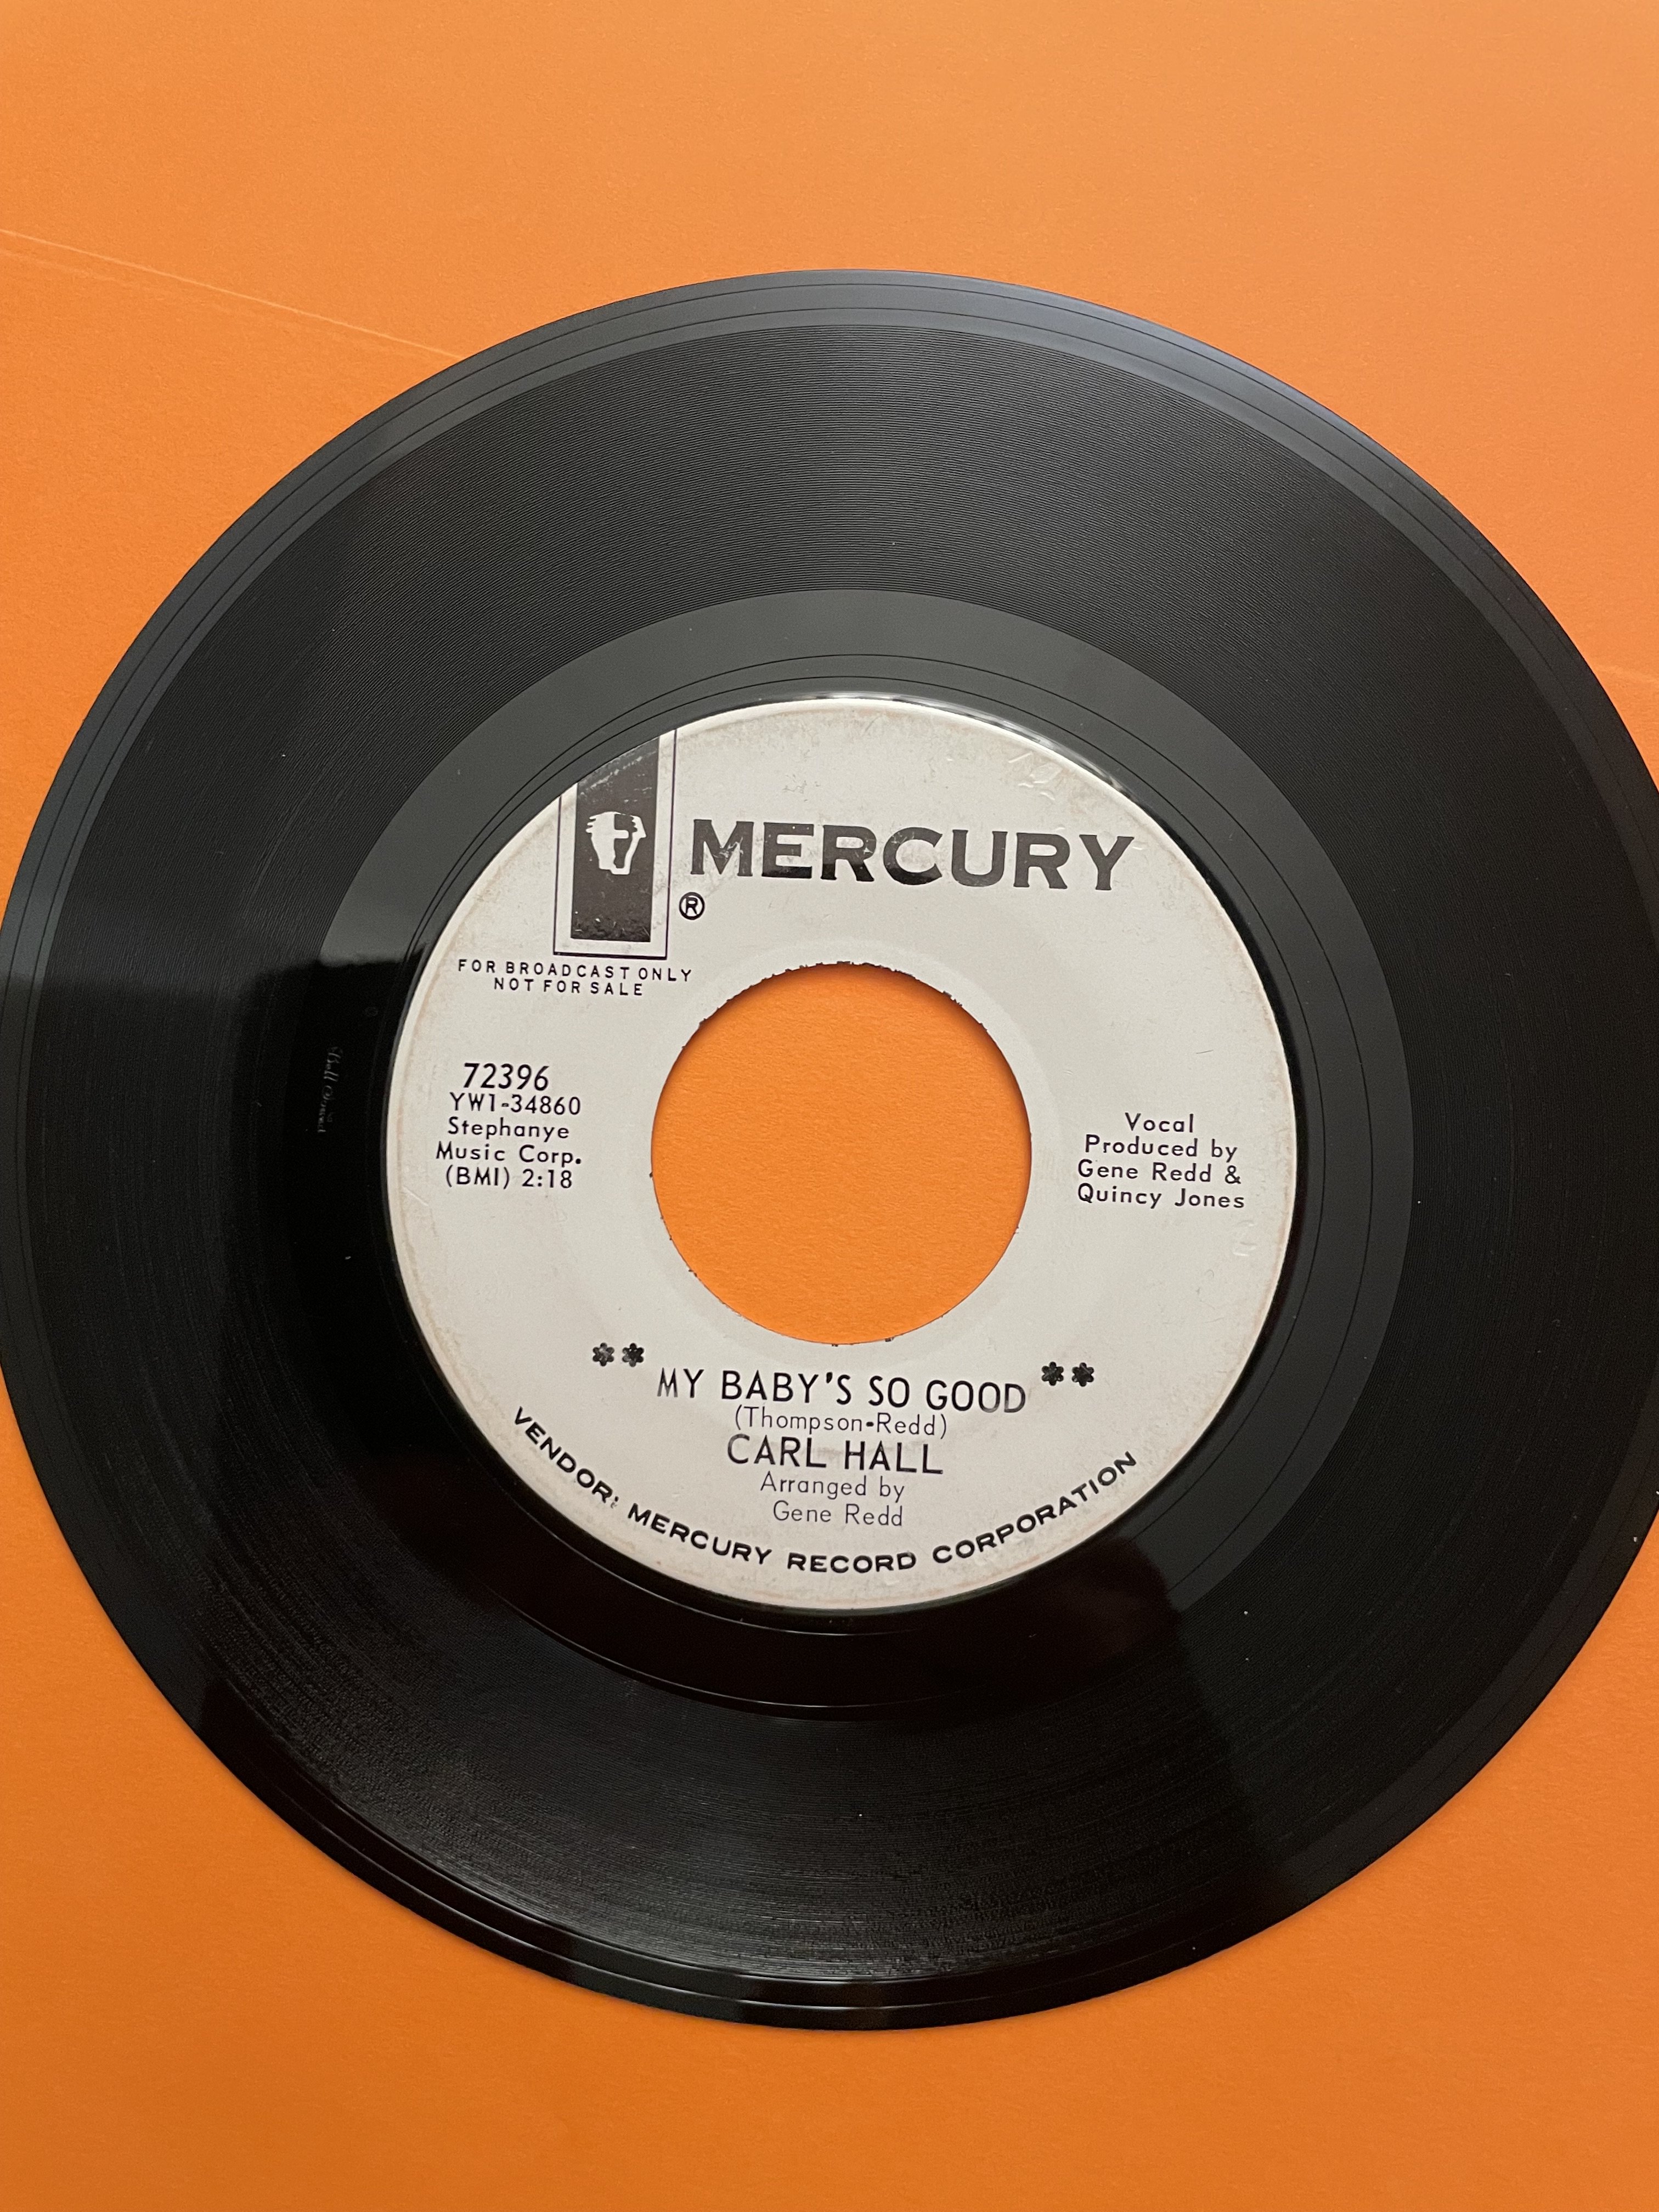 MERCURY
®
FOR BROADCAST ONLY
NOT FOR SALE
72396
YW1-34860
Stephanye
Music Corp.
(BMI) 2:18
Vocal
Produced by
Gene Redd &
Quincy Jones
** MY BABY'S SO GOOD **
(Thompson-Redd)
CARL HALL
Arranged by
Gene Redd
VENDOR: MERCURY RECORD CORPORATION